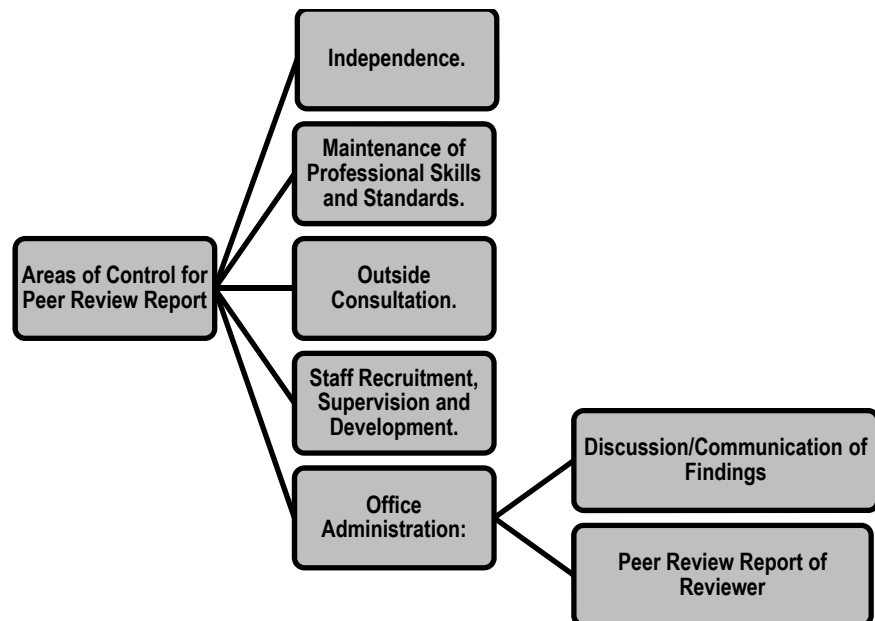 Independence.
Maintenance of
Professional Skills
and Standards.
Areas of Control for
Peer Review Report
Outside
Consultation.
Staff Recruitment,
Supervision and
Development.
Office
Administration:
Discussion/Communication of
Findings
Peer Review Report of
Reviewer